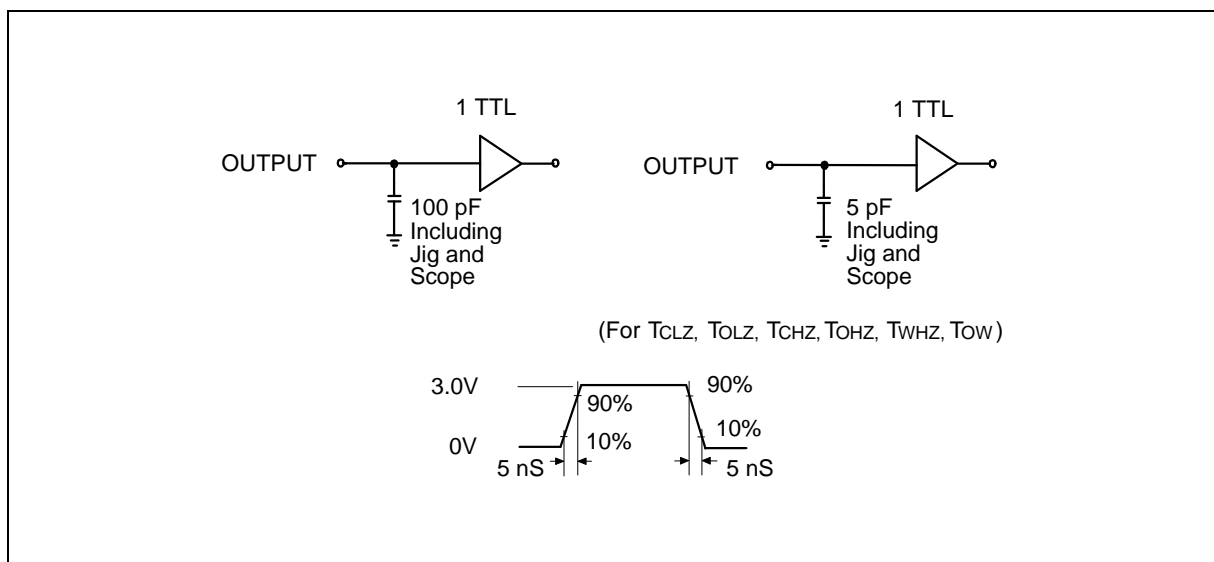 1 TTL
OUTPUT
100 pF
Including
Jig and
Scope
1 TTL
OUTPUT
5 pF
Including
Jig and
Scope
(For TCLZ, TOLZ, TCHZ, TOHZ, TWHZ, TOW)
3.0V
90%
90%
0V
10%
10%
5 nS
5 nS